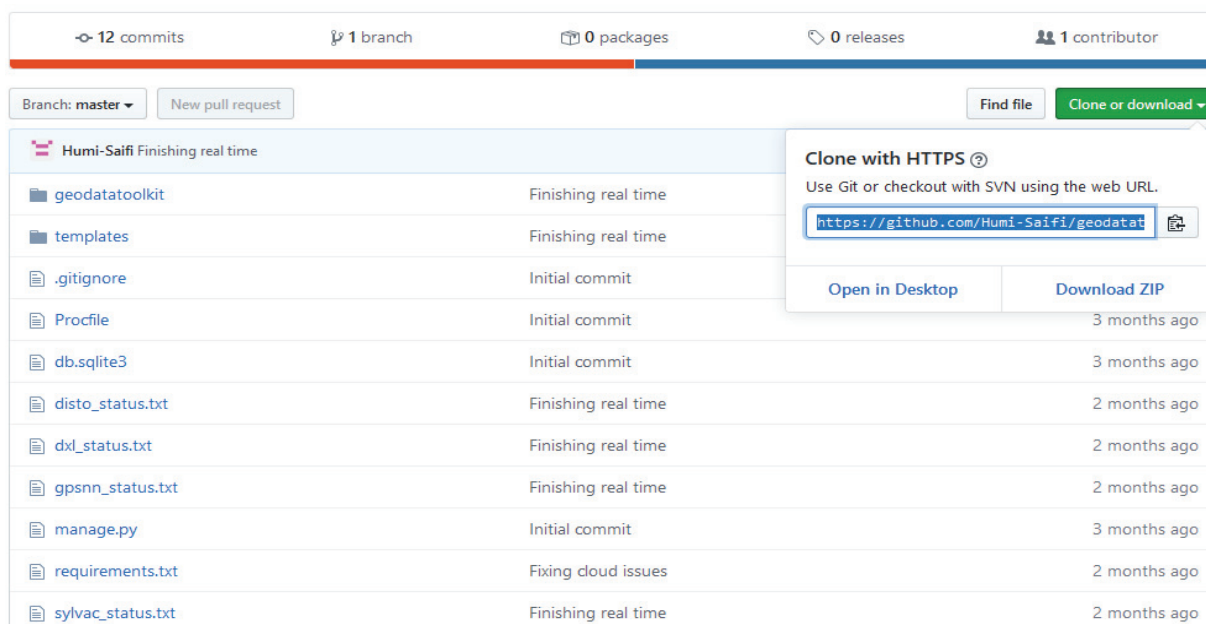 12 commits
1 branch
0 packages
0 releases
1 contributor
Branch: master
New pull request
Find file
Clone or download
Humi-Saifi Finishing real time
Clone with HTTPS
Use Git or checkout with SVN using the web URL.
https://github.com/Humi-Saifi/geodatat
Open in Desktop
Download ZIP
geodatatoolkit Finishing real time
templates Finishing real time
.gitignore Initial commit
Procfile Initial commit 3 months ago
db.sqlite3 Initial commit 3 months ago
disto_status.txt Finishing real time 2 months ago
dxl_status.txt Finishing real time 2 months ago
gpsnn_status.txt Finishing real time 2 months ago
manage.py Initial commit 3 months ago
requirements.txt Fixing cloud issues 2 months ago
sylvac_status.txt Finishing real time 2 months ago